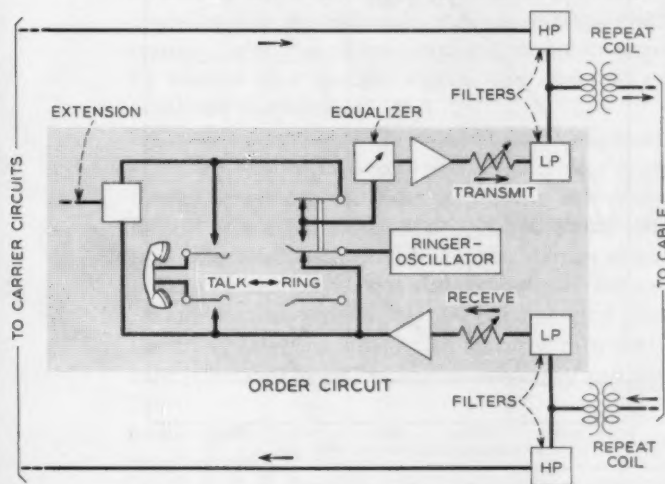 HP
REPEAT
COIL
FILTERS
EXTENSION
EQUALIZER
LP
TRANSMIT
RINGER-
OSCILLATOR
TALK
RING
RECEIVE
LP
ORDER CIRCUIT
FILTERS
HP
REPEAT
COIL
TO CARRIER CIRCUITS
TO CABLE